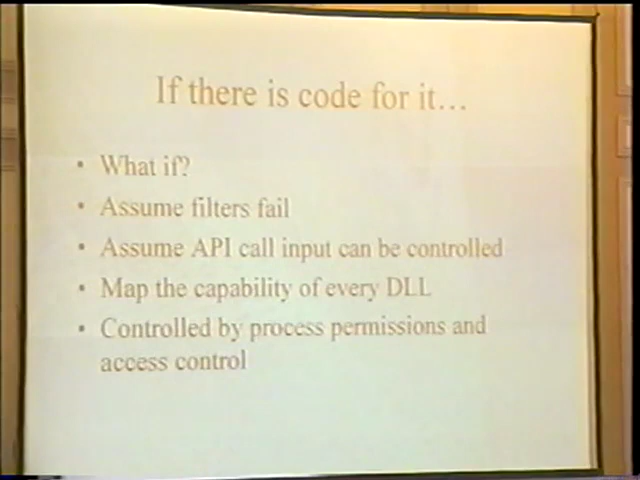 If there is code for it...
• What if?
• Assume filters fail
• Assume API call input can be controlled
• Map the capability of every DLL
• Controlled by process permissions and
access control